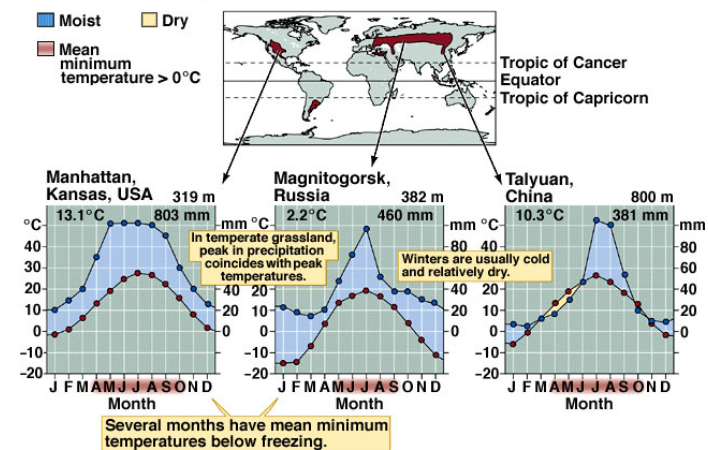 Moist Dry
Mean
minimum
temperature > 0°C
Tropic of Cancer
Equator
Tropic of Capricorn
Manhattan,
Kansas, USA 319 m
°C 13.1°C 803 mm mm
40
30
20 40
10 20
0 0
−10
−20
J F M A M J J A S O N D
Month
In temperate grassland,
peak in precipitation
coincides with peak
temperatures.
Magnitogorsk,
Russia 382 m
°C 2.2°C 460 mm mm
80
20 40
10 20
0 0
−10
−20
J F M A M J J A S O N D
Month
Winters are usually cold
and relatively dry.
Talyuan,
China 800 m
°C 10.3°C 381 mm mm
40 80
60
20 40
10 20
0 0
−10
−20
J F M A M J J A S O N D
Month
Several months have mean minimum
temperatures below freezing.